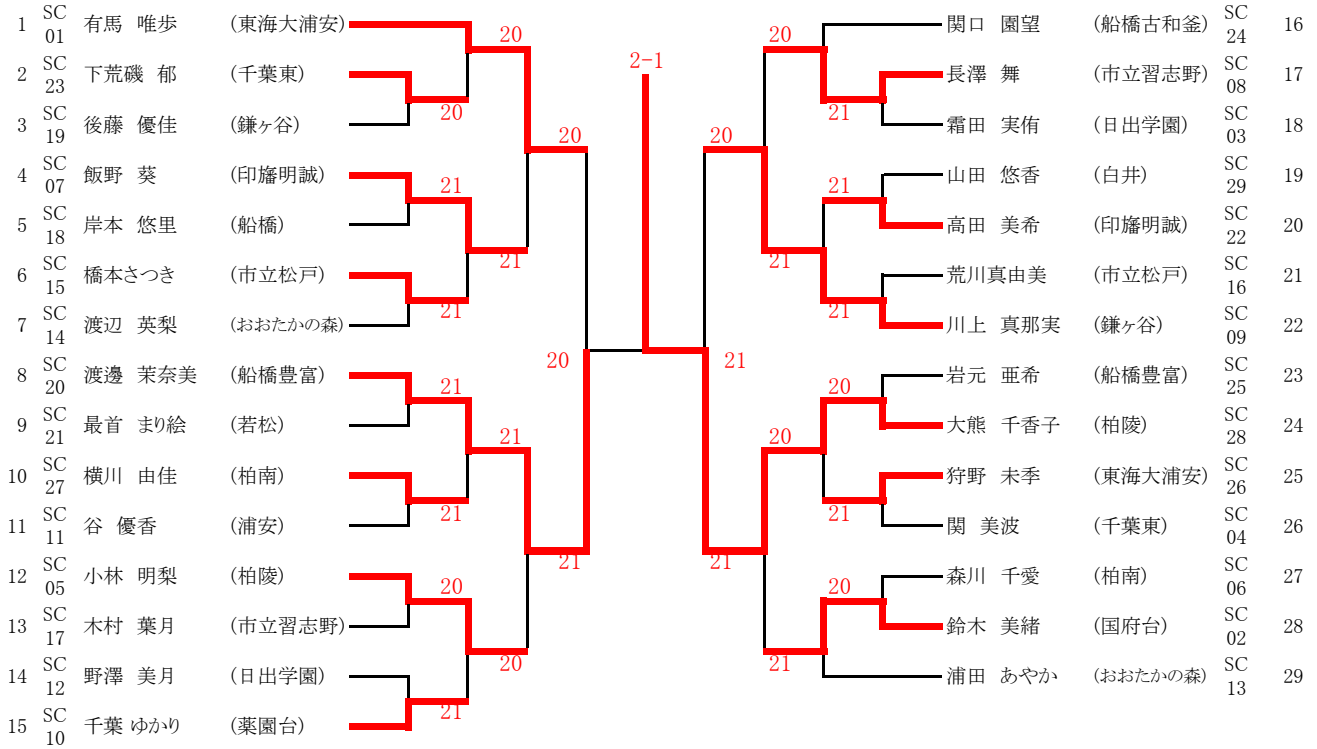 1 SC 01 有馬 唯歩 (東海大浦安)
2 SC 23 下荒磯 郁 (千葉東)
3 SC 19 後藤 優佳 (鎌ヶ谷)
4 SC 07 飯野 葵 (印旛明誠)
5 SC 18 岸本 悠里 (船橋)
6 SC 15 橋本さつき (市立松戸)
7 SC 14 渡辺 英梨 (おおたかの森)
8 SC 20 渡邊 茉奈美 (船橋豊富)
9 SC 21 最首 まり絵 (若松)
10 SC 27 横川 由佳 (柏南)
11 SC 11 谷 優香 (浦安)
12 SC 05 小林 明梨 (柏陵)
13 SC 17 木村 葉月 (市立習志野)
14 SC 12 野澤 美月 (日出学園)
15 SC 10 千葉 ゆかり (薬園台)
20
20
21
21
21
21
21
21
20
20
21
20
21
20
2-1
21
20
21
20
21
21
21
20
20
21
20
21
関口 園望 (船橋古和釜) SC 24 16
長澤 舞 (市立習志野) SC 08 17
霜田 実侑 (日出学園) SC 03 18
山田 悠香 (白井) SC 29 19
高田 美希 (印旛明誠) SC 22 20
荒川真由美 (市立松戸) SC 16 21
川上 真那実 (鎌ヶ谷) SC 09 22
岩元 亜希 (船橋豊富) SC 25 23
大熊 千香子 (柏陵) SC 28 24
狩野 未季 (東海大浦安) SC 26 25
関 美波 (千葉東) SC 04 26
森川 千愛 (柏南) SC 06 27
鈴木 美緒 (国府台) SC 02 28
浦田 あやか (おおたかの森) SC 13 29